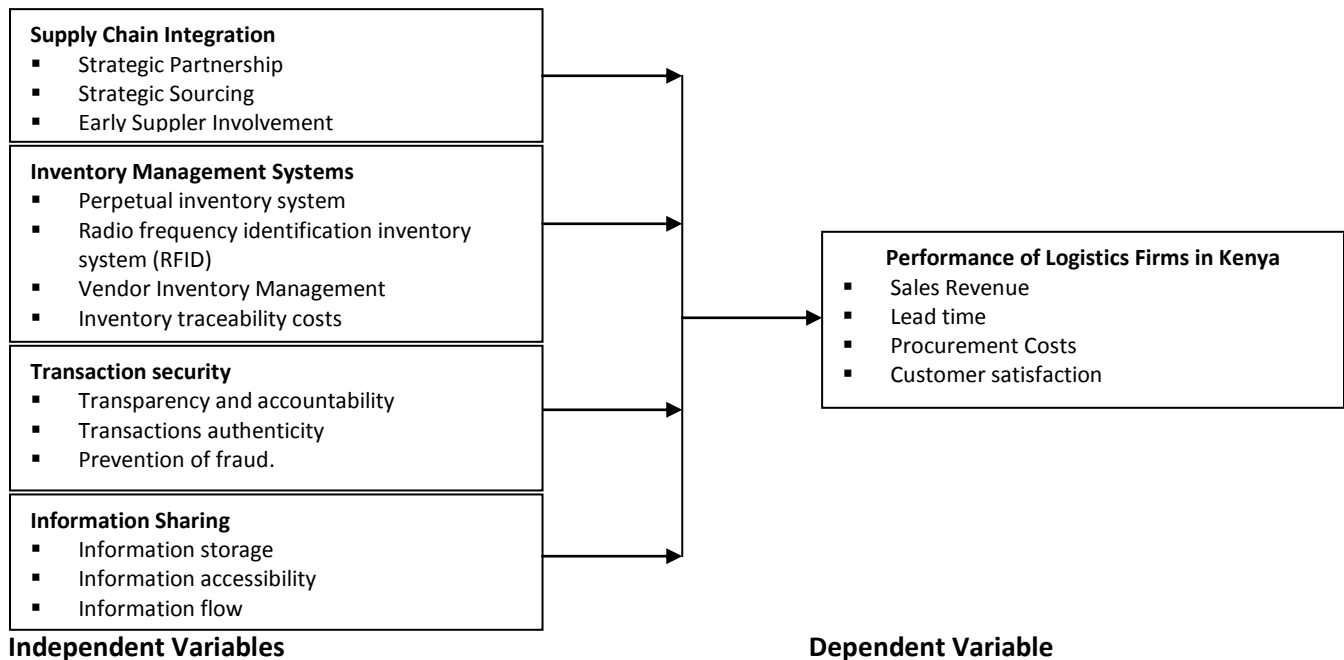 Supply Chain Integration
▪ Strategic Partnership
▪ Strategic Sourcing
▪ Early Suppler Involvement
Inventory Management Systems
▪ Perpetual inventory system
▪ Radio frequency identification inventory
system (RFID)
▪ Vendor Inventory Management
▪ Inventory traceability costs
Transaction security
▪ Transparency and accountability
▪ Transactions authenticity
▪ Prevention of fraud.
Information Sharing
▪ Information storage
▪ Information accessibility
▪ Information flow
Independent Variables
Performance of Logistics Firms in Kenya
▪ Sales Revenue
▪ Lead time
▪ Procurement Costs
▪ Customer satisfaction
Dependent Variable